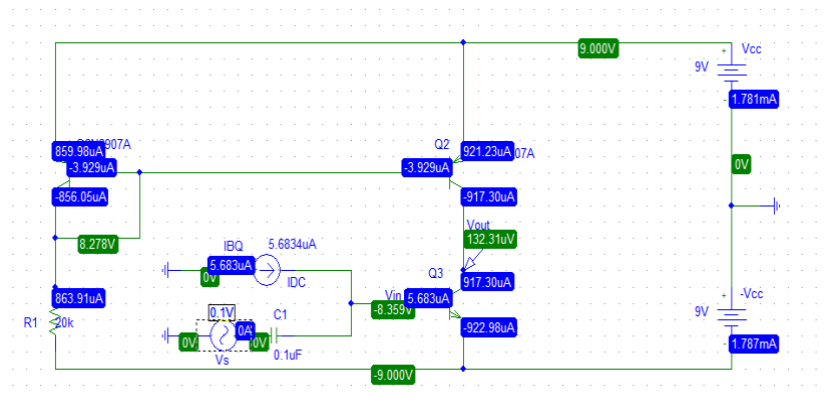 9.000V
Vcc
9V
1.781mA
907A
859.98uA
-3.929uA
-856.05uA
Q2
921.23uA
07A
-3.929uA
-917.30uA
0V
Vout
132.31uV
8.278V
IBQ
5.6834uA
5.683uA
0V
IDC
Q3
917.30uA
-Vcc
863.91uA
R1
20k
0.1V
C1
Vin
-8.359V
5.683uA
-922.98uA
9V
0V
0A
0V
Vs
0.1uF
1.787mA
-9.000V